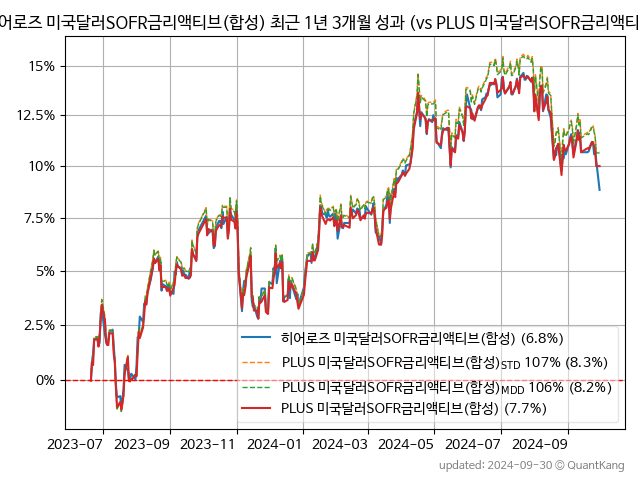 어로즈 미국달러SOFR금리액티브(합성) 최근 1년 3개월 성과 (vs PLUS 미국달러SOFR금리액티
15%
12.5%
10%
7.5%
5%
2.5%
0%
히어로즈 미국달러SOFR금리액티브(합성) (6.8%)
PLUS 미국달러SOFR금리액티브(합성)STD 107% (8.3%)
PLUS 미국달러SOFR금리액티브(합성)MDD 106% (8.2%)
PLUS 미국달러SOFR금리액티브(합성) (7.7%)
2023-07 2023-09 2023-11 2024-01 2024-03 2024-05 2024-07 2024-09
updated: 2024-09-30 © QuantKang